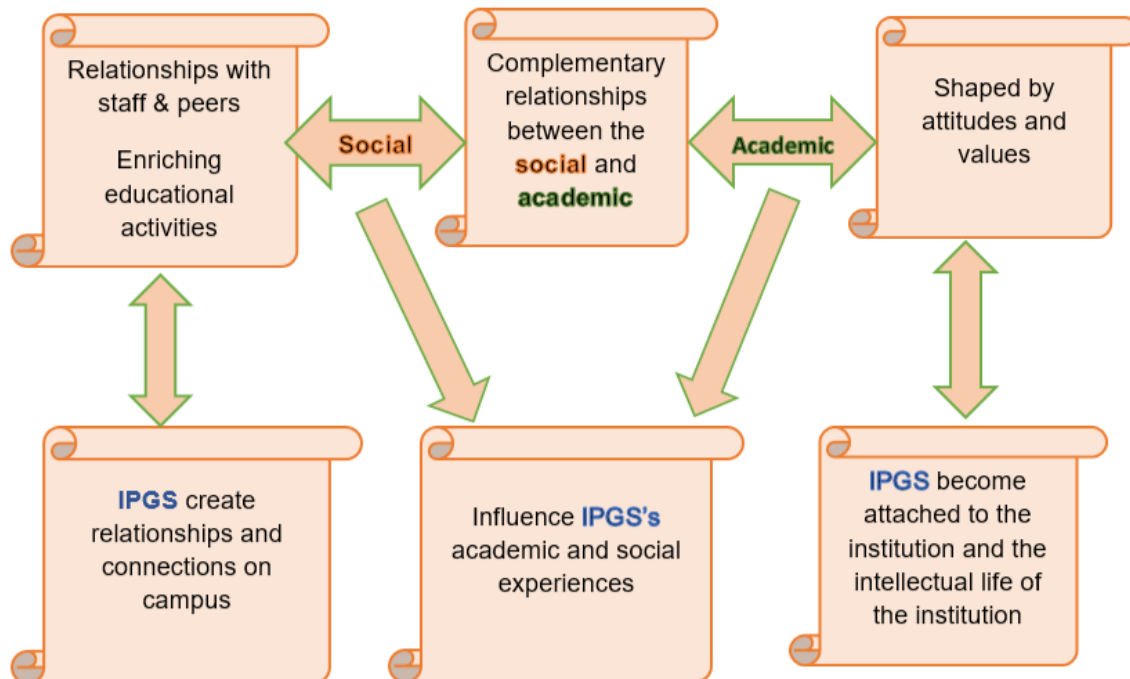 Relationships with
staff & peers
Enriching
educational
activities
Social
Complementary
relationships
between the
social and
academic
Academic
Shaped by
attitudes and
values
IPGS create
relationships and
connections on
campus
Influence IPGS's
academic and social
experiences
IPGS become
attached to the
institution and the
intellectual life of
the institution